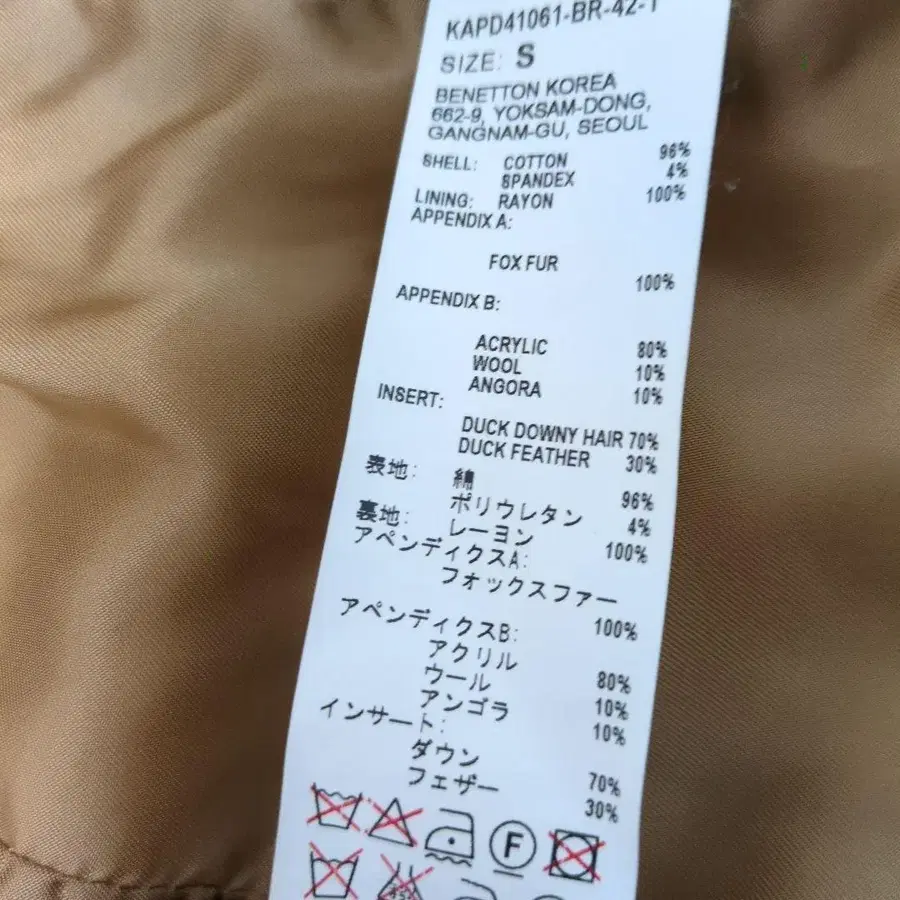 KAPD41061-BR-42-1
SIZE: S
BENETTON KOREA
662-9, YOKSAM-DONG,
GANGNAM-GU, SEOUL
SHELL: COTTON 96%
SPANDEX 4%
LINING: RAYON 100%
APPENDIX A:
FOX FUR 100%
APPENDIX B:
ACRYLIC 80%
WOOL 10%
ANGORA 10%
INSERT:
DUCK DOWNY HAIR 70%
DUCK FEATHER 30%
表地: 綿 96%
ポリウレタン 4%
裏地: レーヨン 100%
アペンディクスA:
フォックスファー 100%
アペンディクスB:
アクリル 80%
ウール 10%
アンゴラ 10%
インサート:
ダウン 70%
フェザー 30%
F